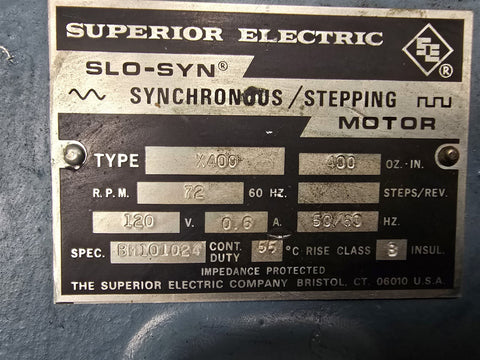 SUPERIOR ELECTRIC
SE ®
SLO-SYN®
SYNCHRONOUS/STEPPING
MOTOR
TYPE X400 400 OZ.-IN.
R.P.M. 72 60 HZ. STEPS/REV.
120 V. 0.6 A. 50/60 HZ.
SPEC. CONT. DUTY 55 °C RISE CLASS INSUL.
IMPEDANCE PROTECTED
THE SUPERIOR ELECTRIC COMPANY BRISTOL, CT. 06010 U.S.A.